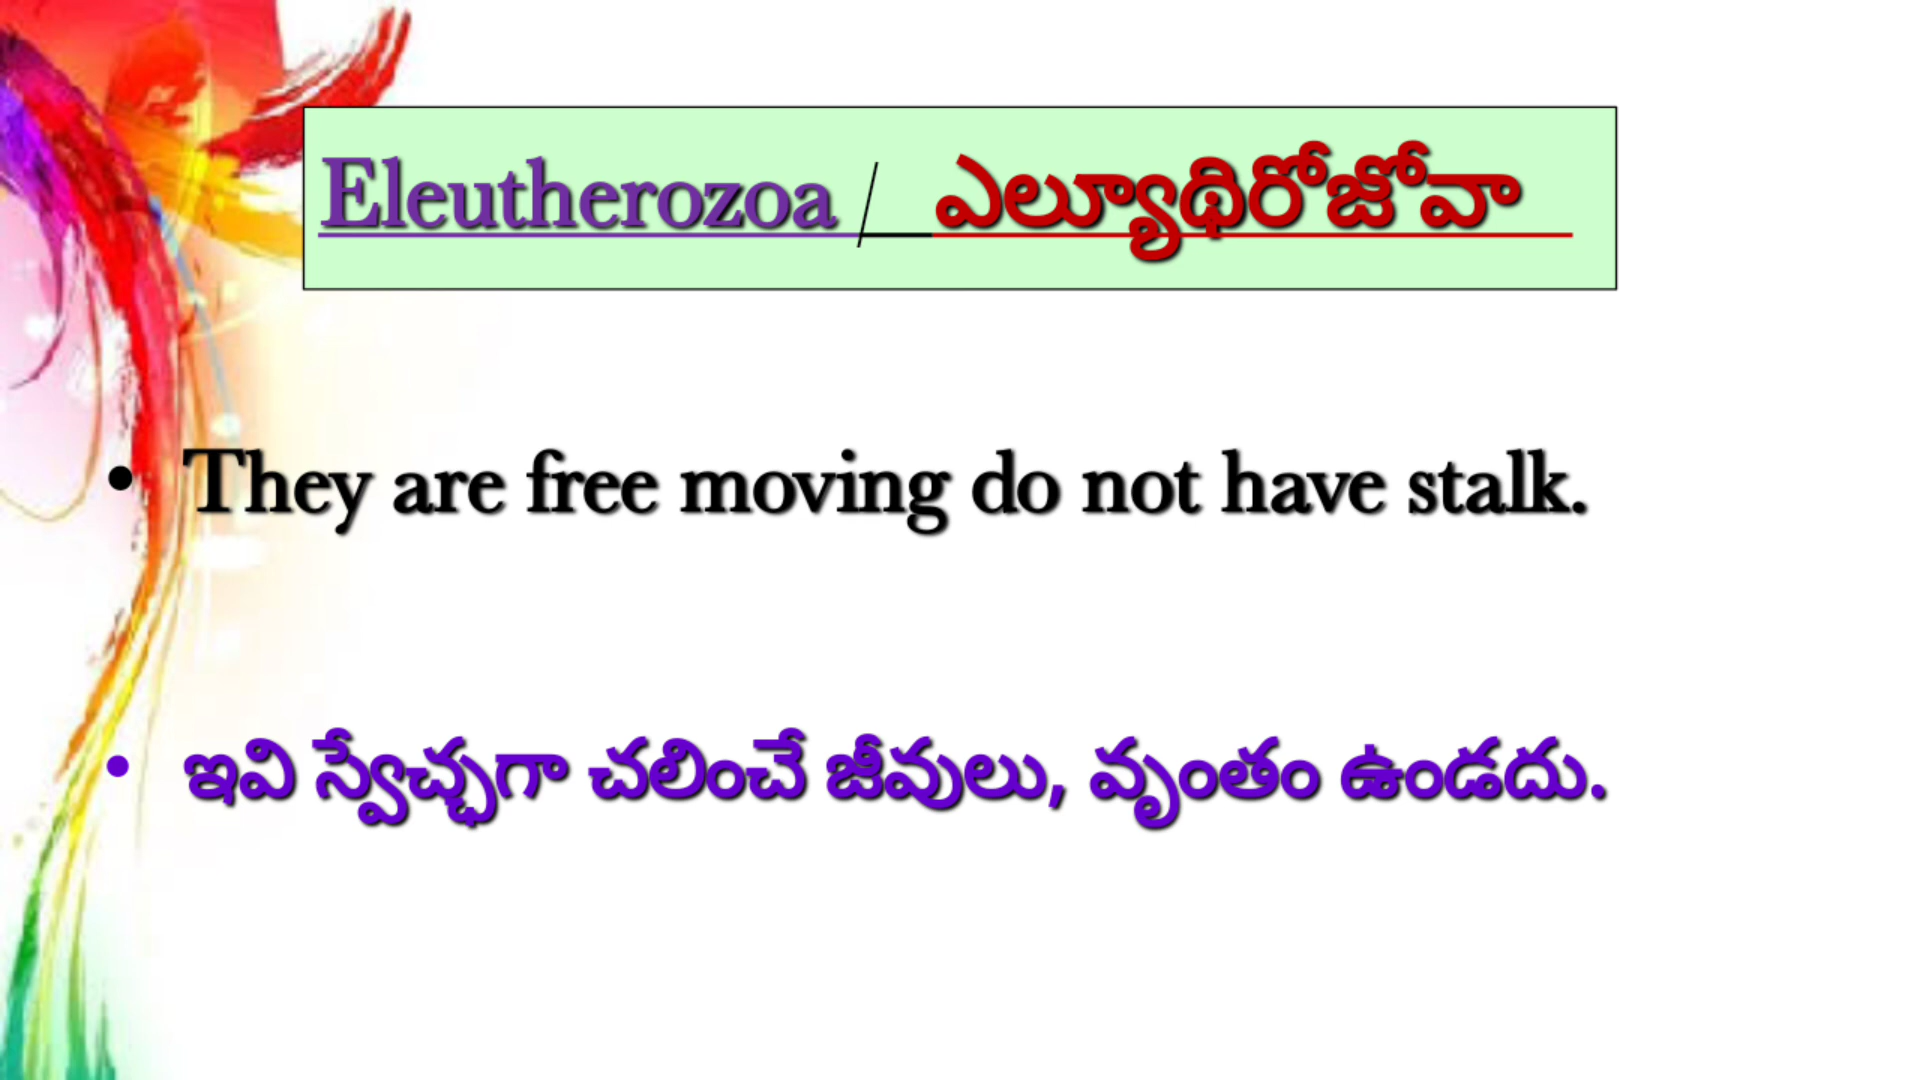 Eleutherozoa / ఎల్యూథిరోజోవా
• They are free moving do not have stalk.
• ఇవి స్వేచ్ఛగా చలించే జీవులు, వృంతం ఉండదు.